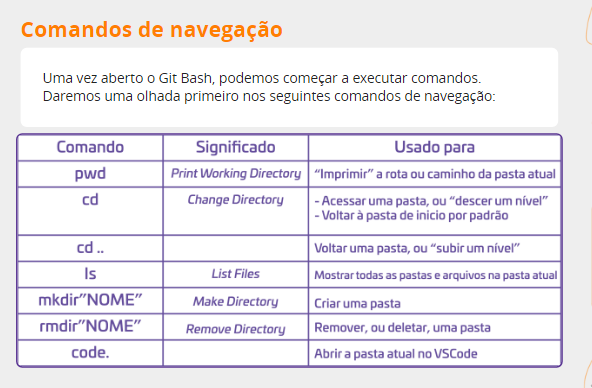 Comandos de navegação
Uma vez aberto o Git Bash, podemos começar a executar comandos.
Daremos uma olhada primeiro nos seguintes comandos de navegação:
Comando Significado Usado para
pwd Print Working Directory “Imprimir” a rota ou caminho da pasta atual
cd Change Directory - Acessar uma pasta, ou “descer um nível”
- Voltar à pasta de inicio por padrão
cd .. Voltar uma pasta, ou “subir um nível”
ls List Files Mostrar todas as pastas e arquivos na pasta atual
mkdir”NOME” Make Directory Criar uma pasta
rmdir”NOME” Remove Directory Remover, ou deletar, uma pasta
code. Abrir a pasta atual no VSCode